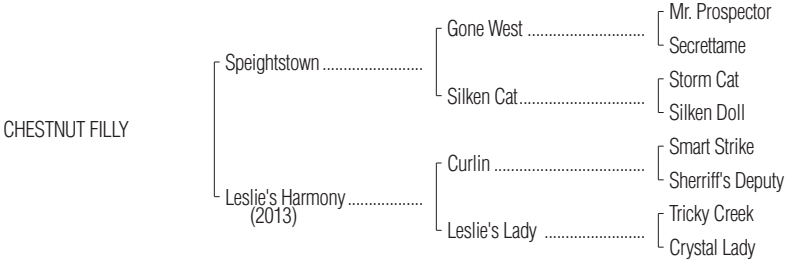 Mr. Prospector
Gone West ..............................
Secrettame
Speightstown .........................
Storm Cat
Silken Cat................................
Silken Doll
CHESTNUT FILLY
Smart Strike
Curlin ......................................
Sherriff's Deputy
Leslie's Harmony ...................
(2013)
Tricky Creek
Leslie's Lady .........................
Crystal Lady